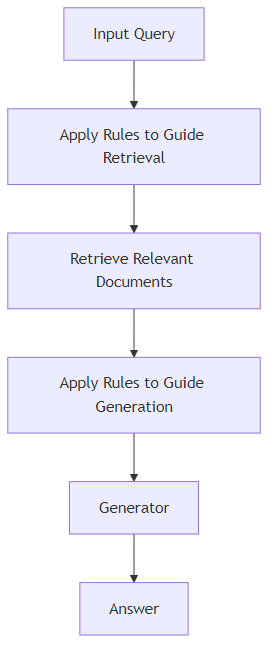 Input Query
Apply Rules to Guide
Retrieval
Retrieve Relevant
Documents
Apply Rules to Guide
Generation
Generator
Answer